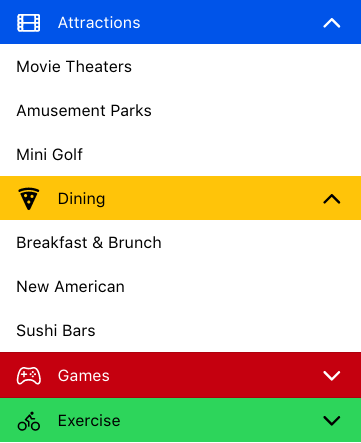 Attractions
Movie Theaters
Amusement Parks
Mini Golf
Dining
Breakfast & Brunch
New American
Sushi Bars
Games
Exercise